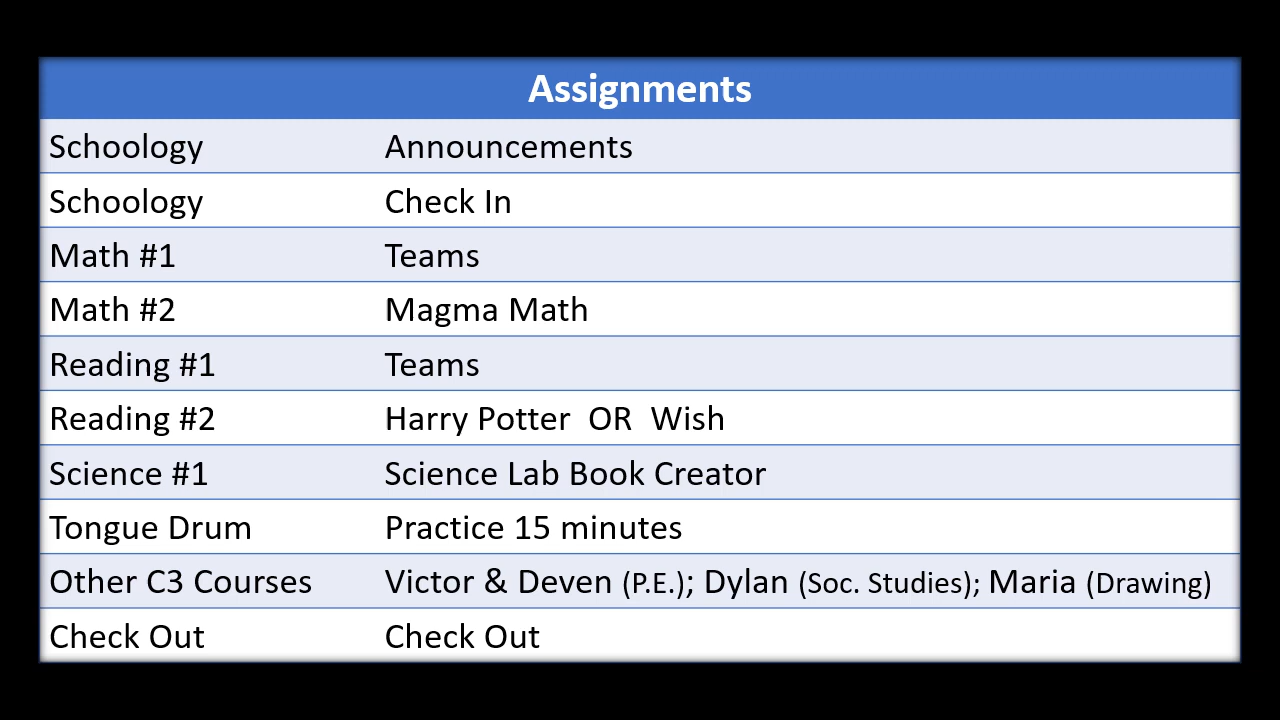 Assignments
Schoology Announcements
Schoology Check In
Math #1 Teams
Math #2 Magma Math
Reading #1 Teams
Reading #2 Harry Potter OR Wish
Science #1 Science Lab Book Creator
Tongue Drum Practice 15 minutes
Other C3 Courses Victor & Deven (P.E.); Dylan (Soc. Studies); Maria (Drawing)
Check Out Check Out